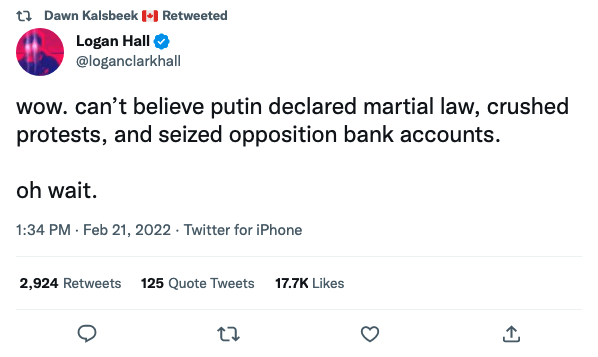 Dawn Kalsbeek 🇨🇦 Retweeted
Logan Hall
@loganclarkhall
wow. can’t believe putin declared martial law, crushed
protests, and seized opposition bank accounts.
oh wait.
1:34 PM · Feb 21, 2022 · Twitter for iPhone
2,924 Retweets 125 Quote Tweets 17.7K Likes